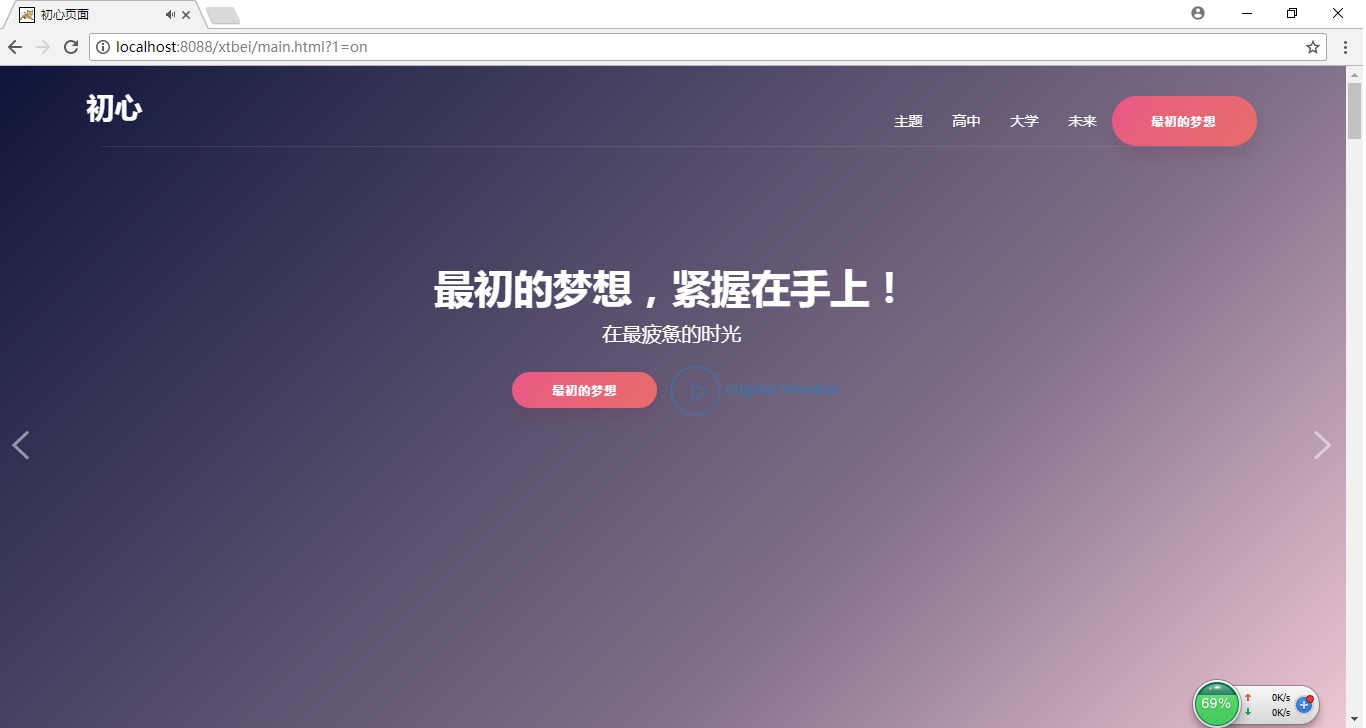 初心页面
localhost:8088/xtbei/main.html?1=on
初心
主题
高中
大学
未来
最初的梦想
最初的梦想，紧握在手上！
在最疲惫的时光
最初的梦想
original intention
69%
0K/s
0K/s